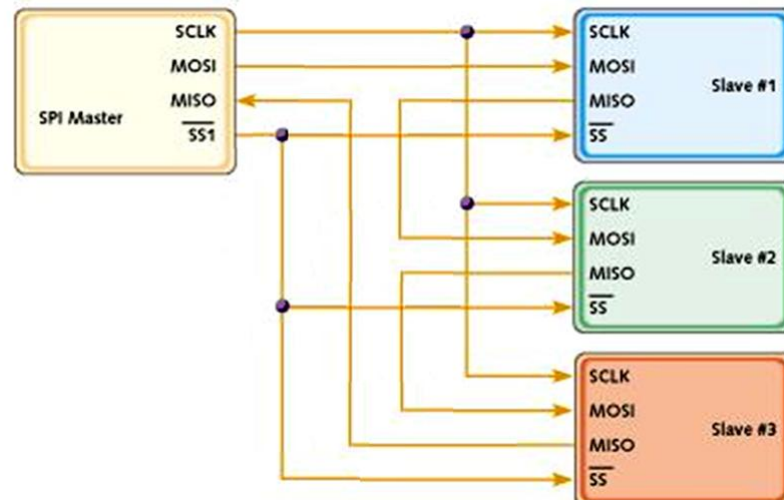 SPI Master
SCLK
MOSI
MISO
SS1
SCLK
MOSI
MISO
SS
Slave #1
SCLK
MOSI
MISO
SS
Slave #2
SCLK
MOSI
MISO
SS
Slave #3